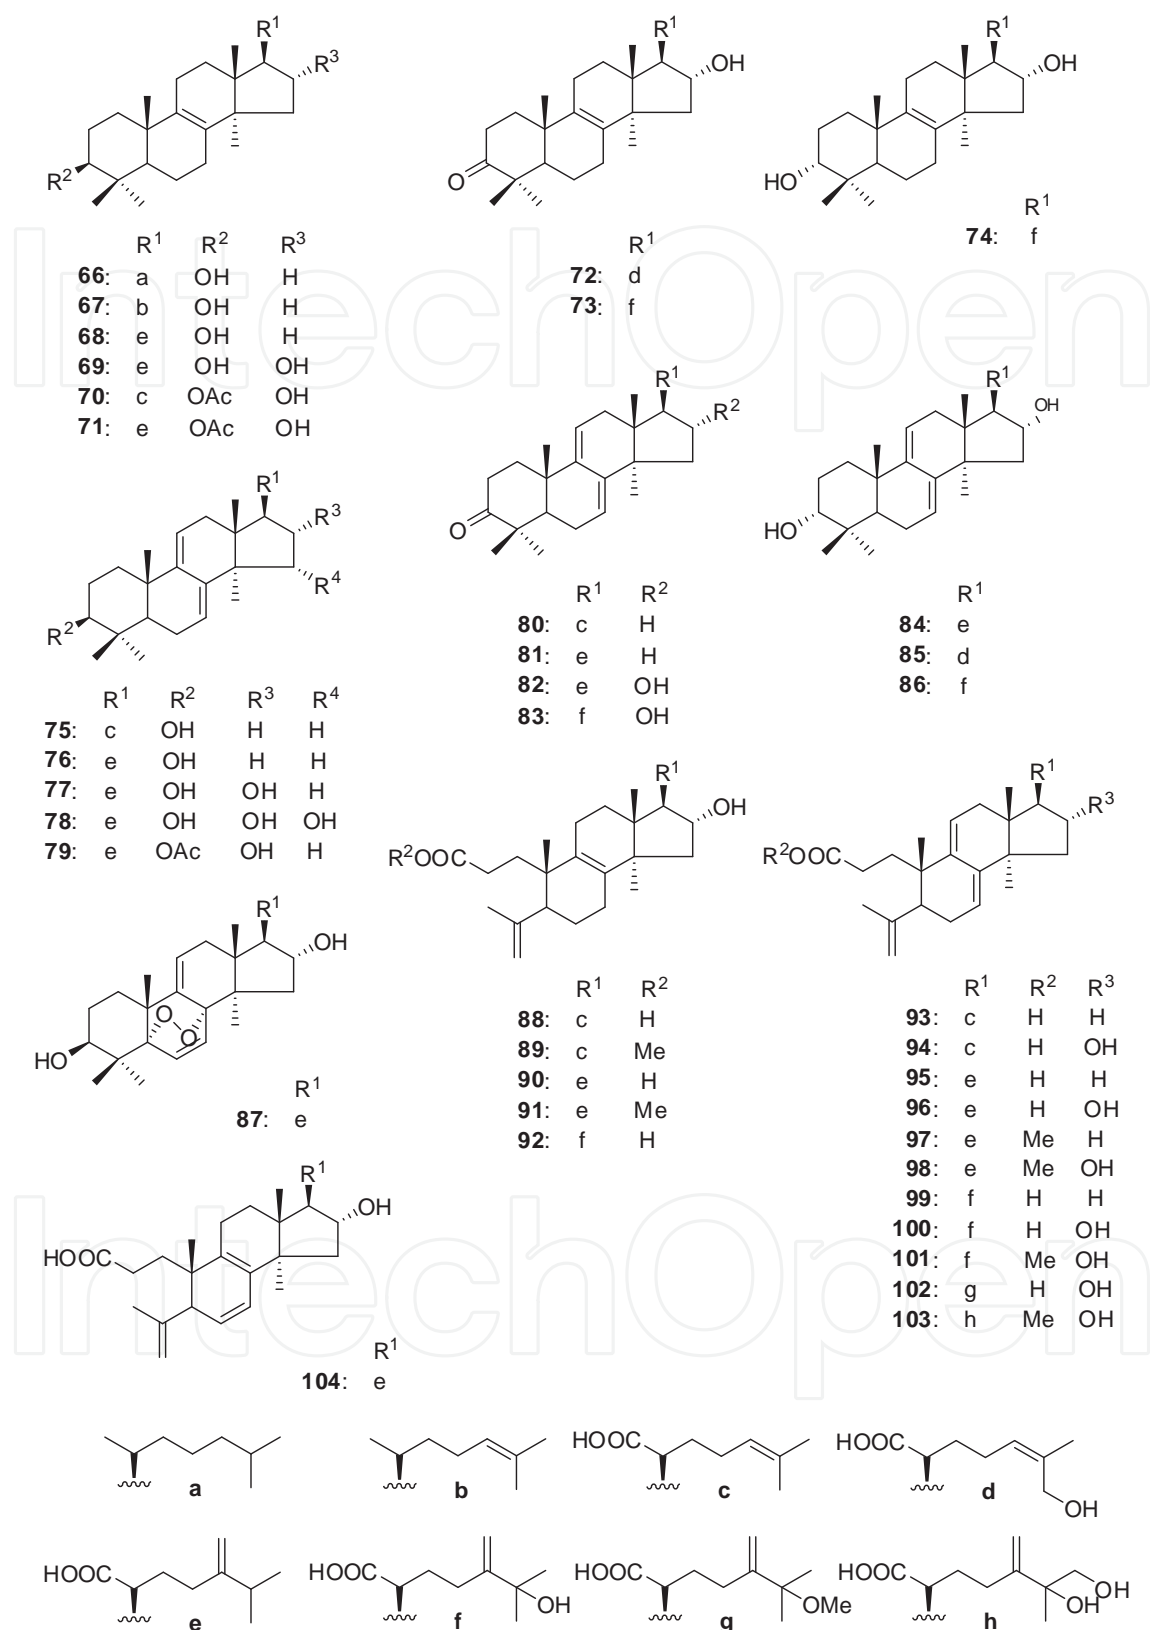 R1 R1 R1
R3 OH OH
R2 O HO
R1 R2 R3
66: a OH H
67: b OH H
68: e OH H
69: e OH OH
70: c OAc OH
71: e OAc OH
R1
72: d
73: f
R1
74: f
IntechOpen
R1 R1 R1
R3 R2 OH
R4
R2 O HO
R1 R2 R3 R4
75: c OH H H
76: e OH H H
77: e OH OH H
78: e OH OH OH
79: e OAc OH H
R1 R2
80: c H
81: e H
82: e OH
83: f OH
R1
84: e
85: d
86: f
R1 R1 R1
OH OH R3
O O
HO R2OOC R2OOC
R1
87: e
R1 R2
88: c H
89: c Me
90: e H
91: e Me
92: f H
R1 R2 R3
93: c H H
94: c H OH
95: e H H
96: e H OH
97: e Me H
98: e Me OH
99: f H H
100: f H OH
101: f Me OH
102: g H OH
103: h Me OH
R1
OH
HOOC
R1
104: e
IntechOpen
HOOC HOOC
OH
a b c d
HOOC HOOC HOOC HOOC
OH OMe OH OH
e f g h